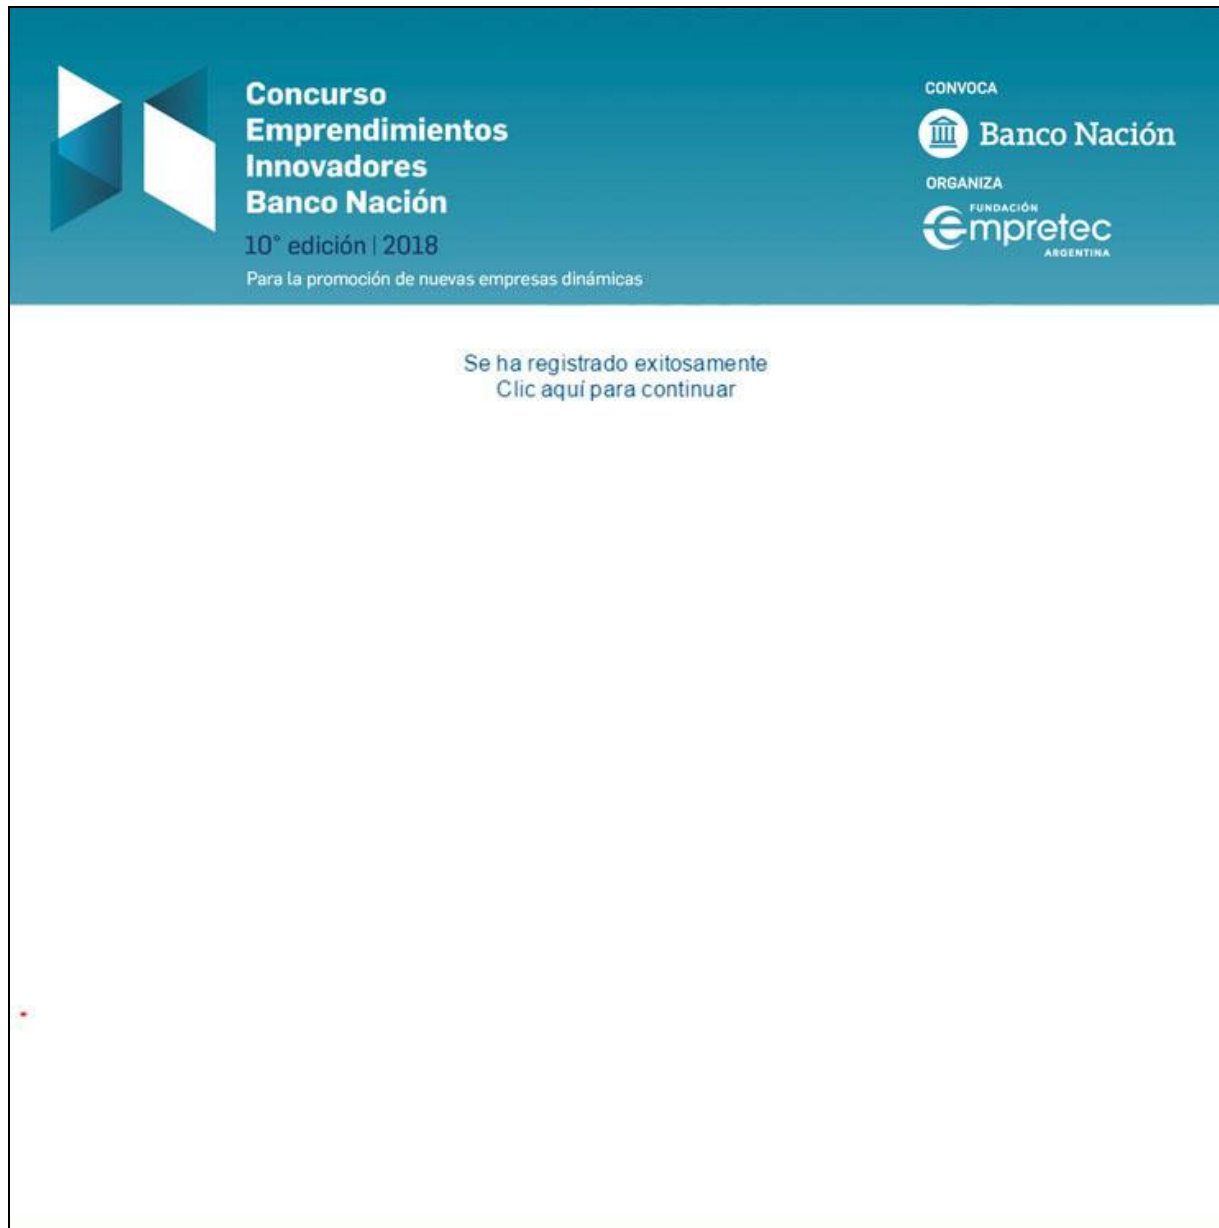 Concurso
Emprendimientos
Innovadores
Banco Nación
10° edición | 2018
Para la promoción de nuevas empresas dinámicas
CONVOCA
Banco Nación
ORGANIZA
FUNDACIÓN
empretec
ARGENTINA
Se ha registrado exitosamente
Clic aquí para continuar
*